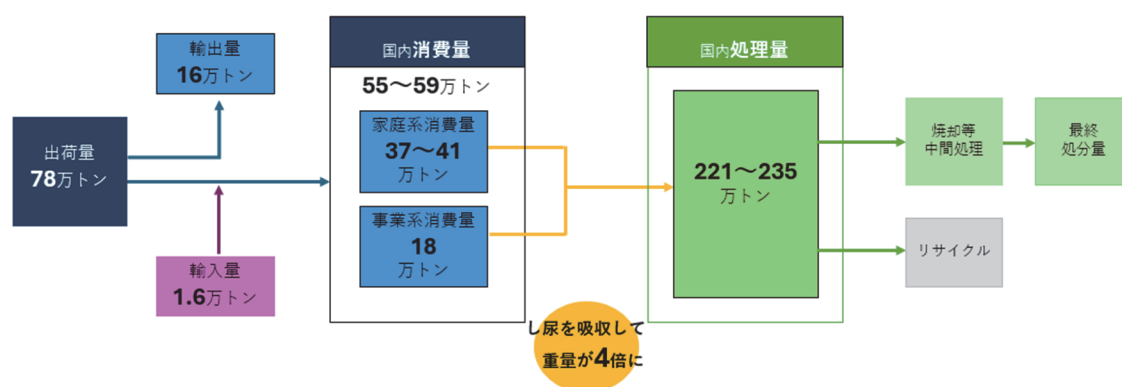 輸出量
16万トン
出荷量
78万トン
輸入量
1.6万トン
国内消費量
55～59万トン
家庭系消費量
37～41
万トン
事業系消費量
18
万トン
し尿を吸収して
重量が4倍に
国内処理量
221～235
万トン
焼却等
中間処理
最終
処分量
リサイクル